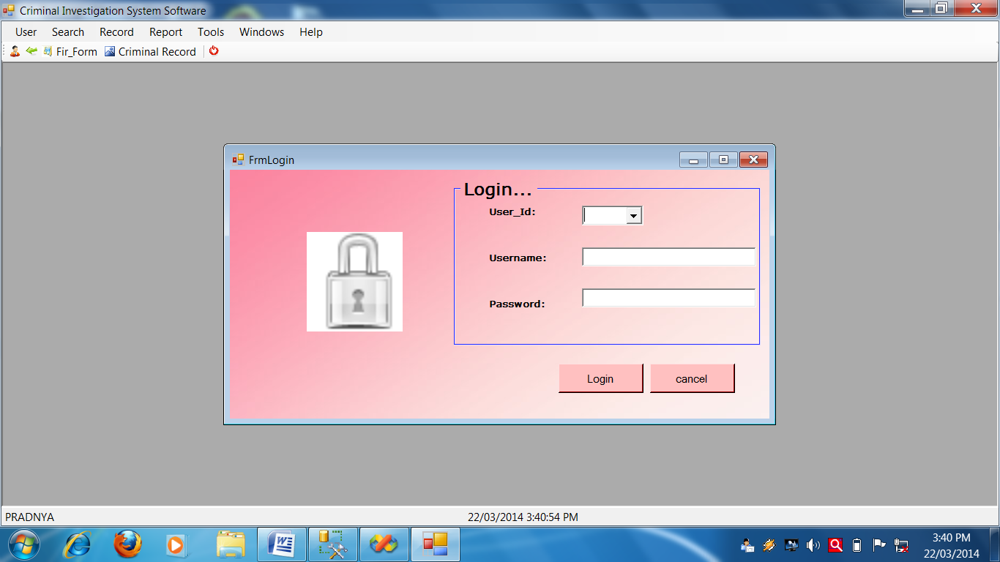 Criminal Investigation System Software
User Search Record Report Tools Windows Help
Fir_Form Criminal Record
FrmLogin
Login...
User_Id:
Username:
Password:
Login cancel
PRADNYA 22/03/2014 3:40:54 PM
3:40 PM
22/03/2014